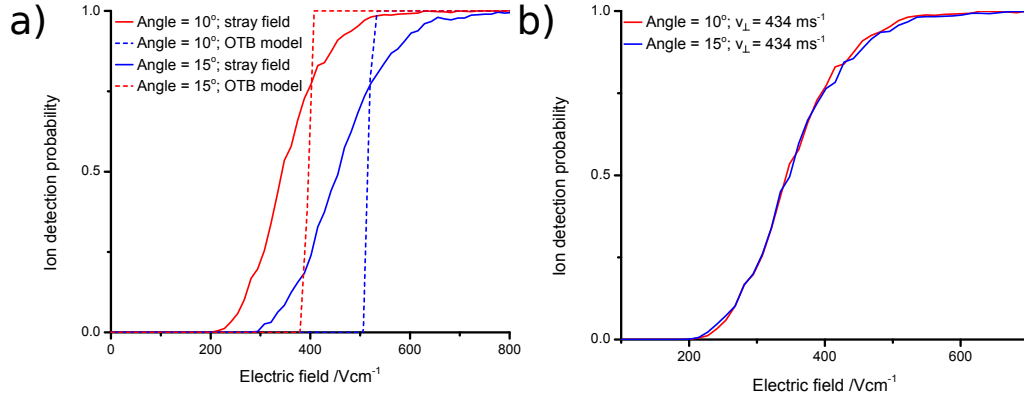 a)
Angle = 10°; stray field
Angle = 10°; OTB model
Angle = 15°; stray field
Angle = 15°; OTB model
1.0
0.5
0.0
Ion detection probability
0 200 400 600 800
Electric field /Vcm⁻¹
b)
Angle = 10°; v⊥ = 434 ms⁻¹
Angle = 15°; v⊥ = 434 ms⁻¹
1.0
0.5
0.0
Ion detection probability
200 400 600
Electric field /Vcm⁻¹